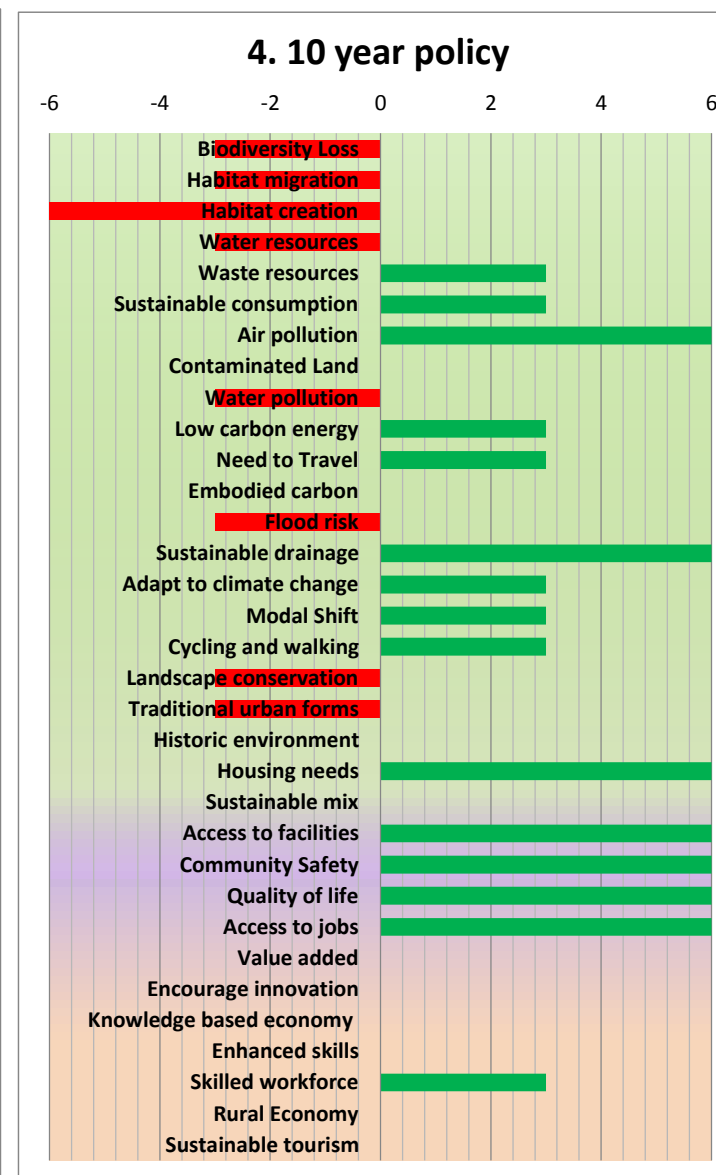 4. 10 year policy
-6 -4 -2 0 2 4 6
Biodiversity Loss
Habitat migration
Habitat creation
Water resources
Waste resources
Sustainable consumption
Air pollution
Contaminated Land
Water pollution
Low carbon energy
Need to Travel
Embodied carbon
Flood risk
Sustainable drainage
Adapt to climate change
Modal Shift
Cycling and walking
Landscape conservation
Traditional urban forms
Historic environment
Housing needs
Sustainable mix
Access to facilities
Community Safety
Quality of life
Access to jobs
Value added
Encourage innovation
Knowledge based economy
Enhanced skills
Skilled workforce
Rural Economy
Sustainable tourism